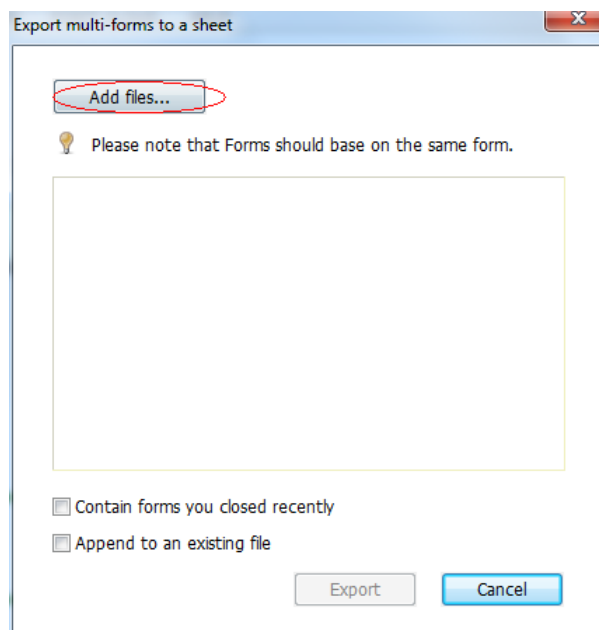 Export multi-forms to a sheet
Add files...
Please note that Forms should base on the same form.
Contain forms you closed recently
Append to an existing file
Export
Cancel